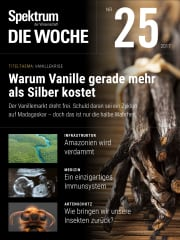 Spektrum
der Wissenschaft
DIE WOCHE
NR.
25
2017
TITELTHEMA: VANILLEKRISE
Warum Vanille gerade mehr
als Silber kostet
Der Vanillemarkt dreht frei. Schuld daran sei ein Zyklon
auf Madagaskar – doch das ist nur die halbe Wahrheit.
INFRASTRUKTUR
Amazonien wird
verdammt
MEDIZIN
Ein einzigartiges
Immunsystem
ARTENSCHUTZ
Wie bringen wir unsere
Insekten zurück?